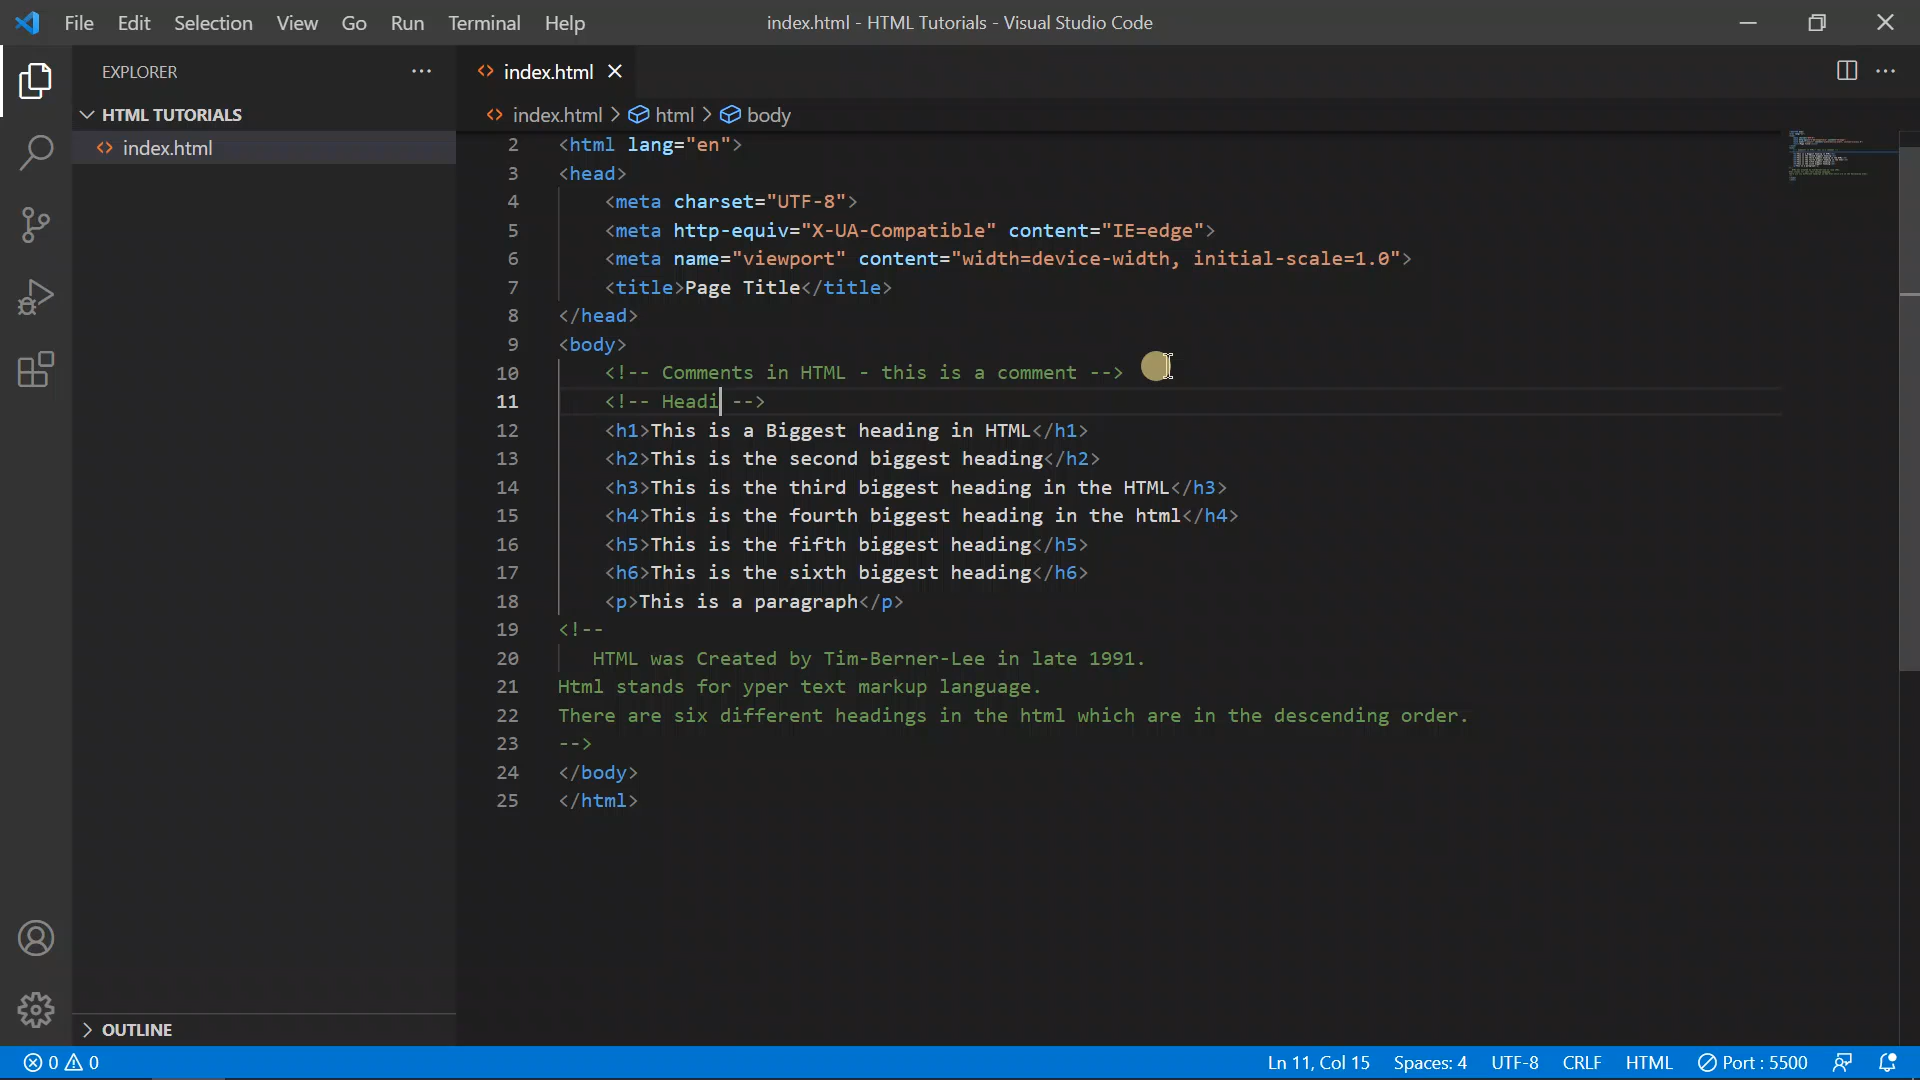 File Edit Selection View Go Run Terminal Help
index.html - HTML Tutorials - Visual Studio Code
EXPLORER
HTML TUTORIALS
index.html
OUTLINE
index.html
index.html > html > body
2 <html lang="en">
3 <head>
4 <meta charset="UTF-8">
5 <meta http-equiv="X-UA-Compatible" content="IE=edge">
6 <meta name="viewport" content="width=device-width, initial-scale=1.0">
7 <title>Page Title</title>
8 </head>
9 <body>
10 <!-- Comments in HTML - this is a comment -->
11 <!-- Headi -->
12 <h1>This is a Biggest heading in HTML</h1>
13 <h2>This is the second biggest heading</h2>
14 <h3>This is the third biggest heading in the HTML</h3>
15 <h4>This is the fourth biggest heading in the html</h4>
16 <h5>This is the fifth biggest heading</h5>
17 <h6>This is the sixth biggest heading</h6>
18 <p>This is a paragraph</p>
19 <!--
20 HTML was Created by Tim-Berner-Lee in late 1991.
21 Html stands for yper text markup language.
22 There are six different headings in the html which are in the descending order.
23 -->
24 </body>
25 </html>
0 0
Ln 11, Col 15 Spaces: 4 UTF-8 CRLF HTML Port : 5500